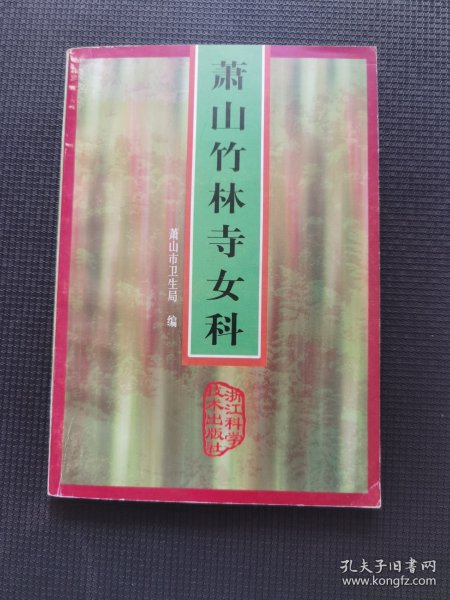 萧山竹林寺女科
萧山市卫生局 编
浙江科学
技术出版社
孔夫子旧书网
www.kongfz.com